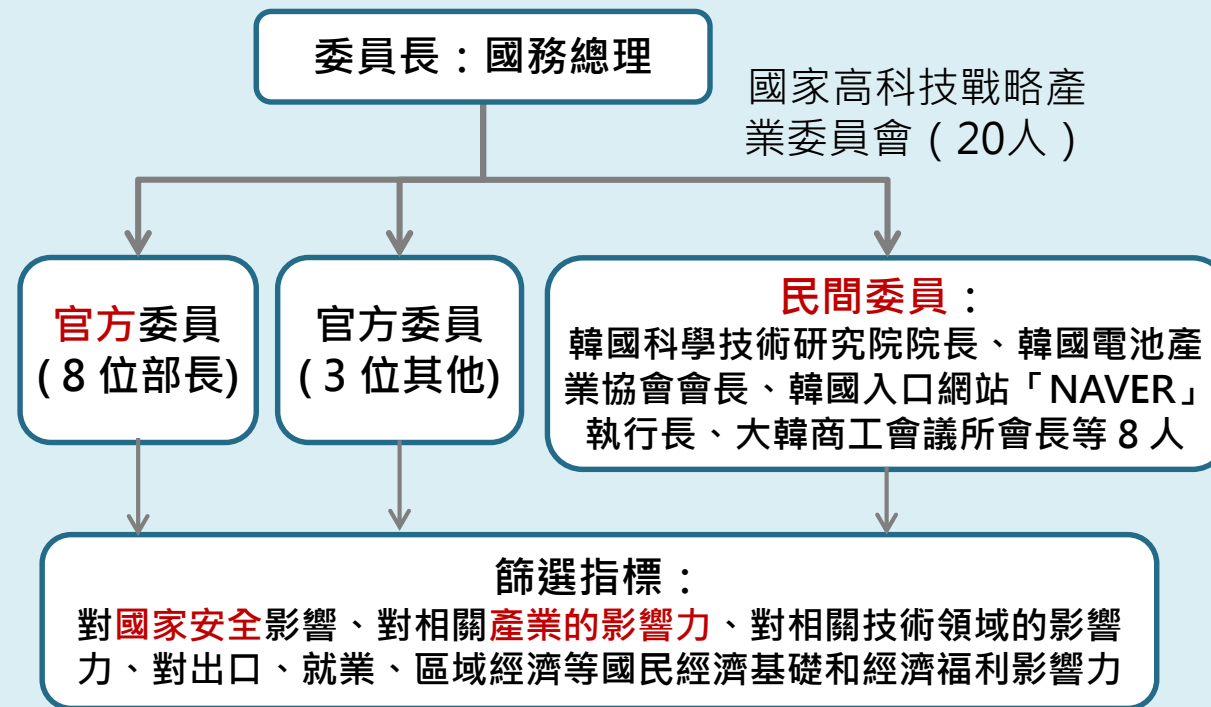 委員長：國務總理
國家高科技戰略產
業委員會（20人）
官方委員
(8 位部長)
官方委員
(3 位其他)
民間委員：
韓國科學技術研究院院長、韓國電池產
業協會會長、韓國入口網站「NAVER」
執行長、大韓商工會議所會長等 8 人
篩選指標：
對國家安全影響、對相關產業的影響力、對相關技術領域的影響
力、對出口、就業、區域經濟等國民經濟基礎和經濟福利影響力